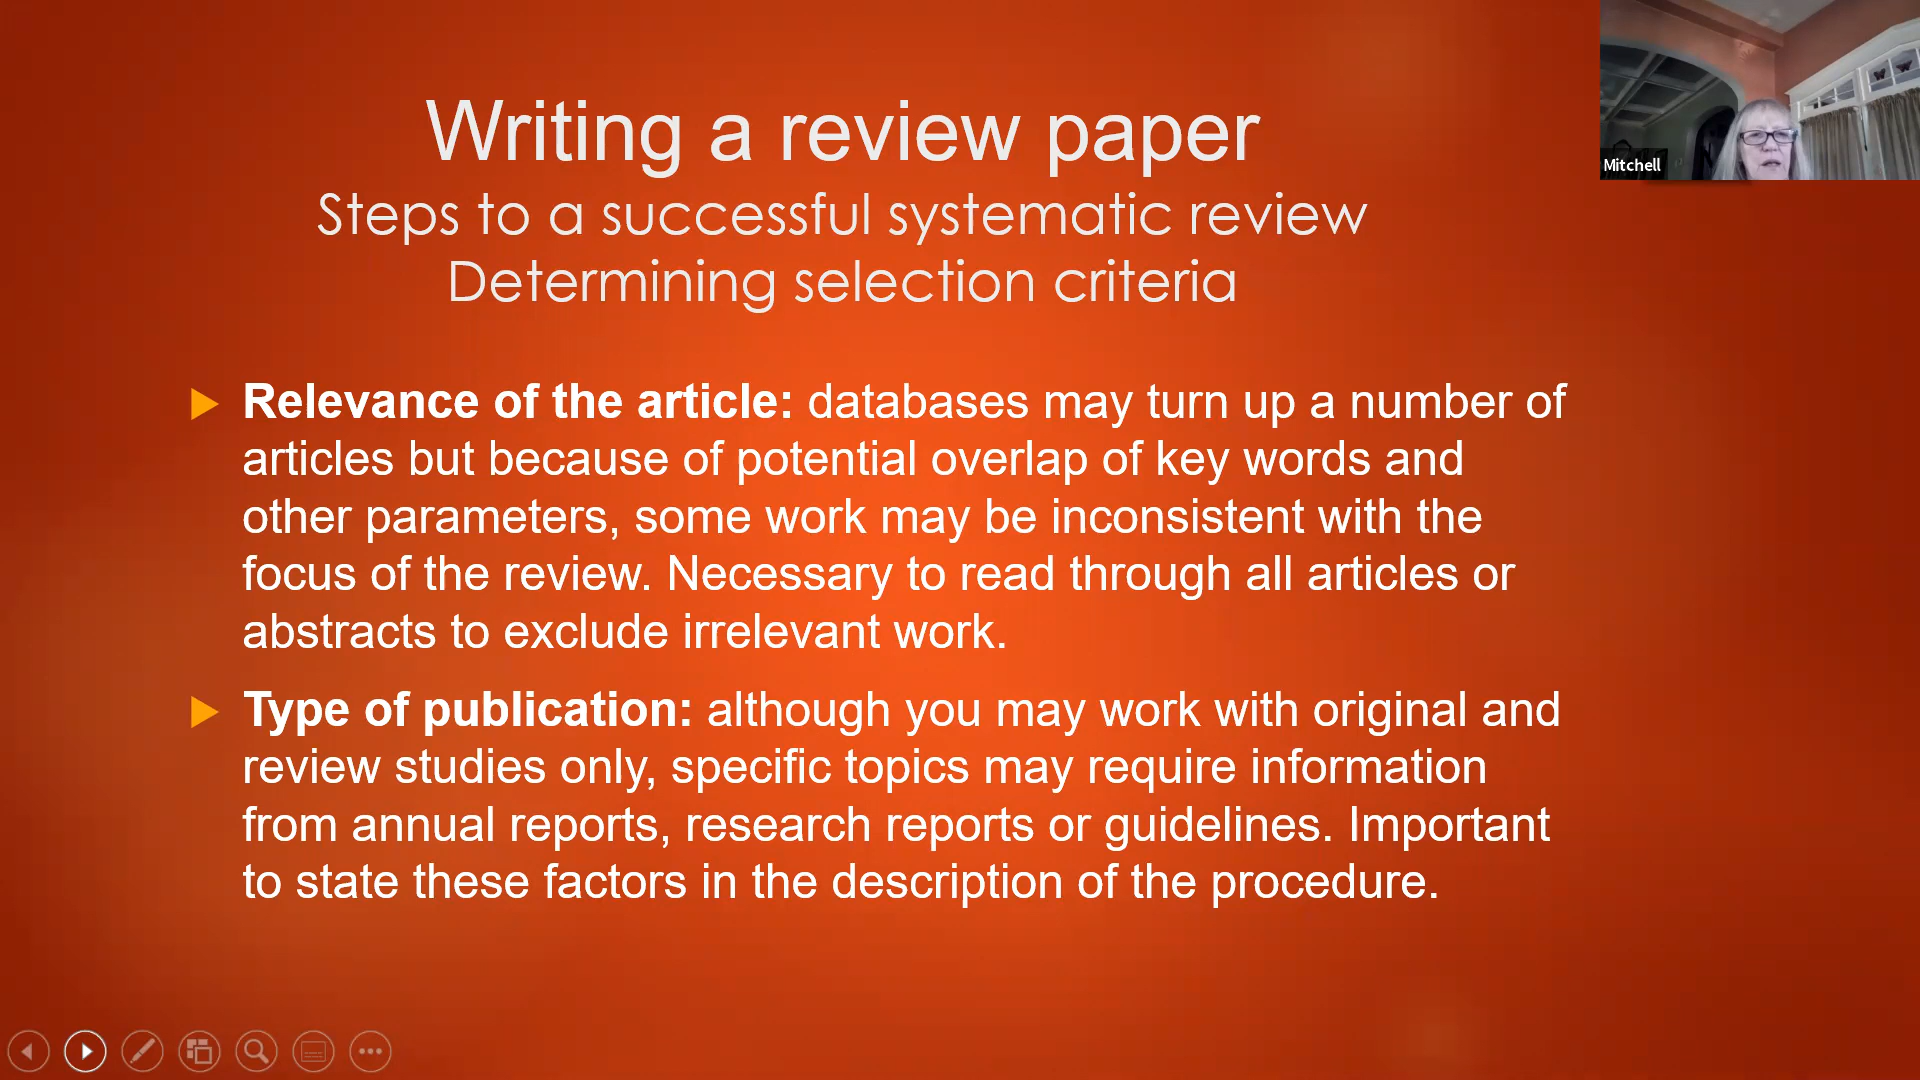 Writing a review paper
Steps to a successful systematic review
Determining selection criteria
Mitchell
Relevance of the article: databases may turn up a number of
articles but because of potential overlap of key words and
other parameters, some work may be inconsistent with the
focus of the review. Necessary to read through all articles or
abstracts to exclude irrelevant work.
Type of publication: although you may work with original and
review studies only, specific topics may require information
from annual reports, research reports or guidelines. Important
to state these factors in the description of the procedure.